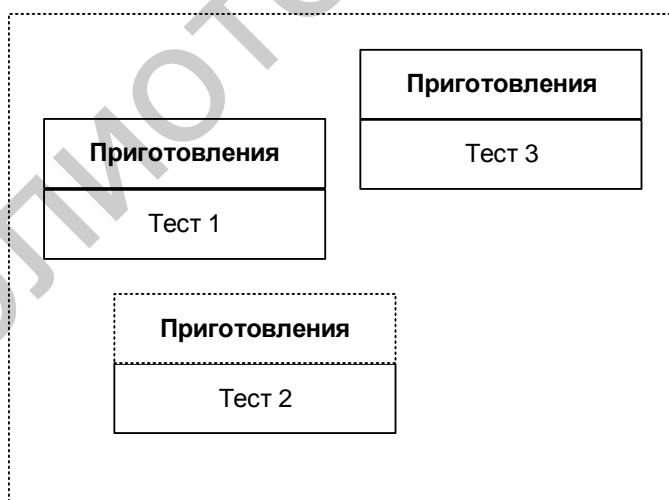 Приготовления
Тест 3
Приготовления
Тест 1
Приготовления
Тест 2